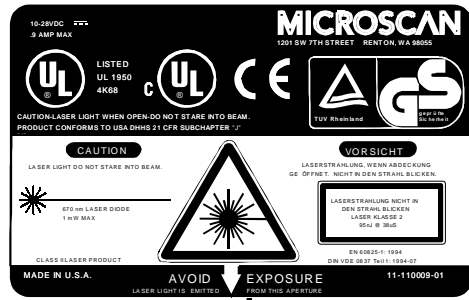 10-28VDC
.9 AMP MAX
MICROSCAN
1201 SW 7TH STREET RENTON, WA 98055
UL
®
LISTED
UL 1950
4K68
C UL
®
CE
TUV Rheinland
GS
geprüfte
Sicherheit
CAUTION-LASER LIGHT WHEN OPEN-DO NOT STARE INTO BEAM.
PRODUCT CONFORMS TO USA DHHS 21 CFR SUBCHAPTER "J"
CAUTION
LASER LIGHT DO NOT STARE INTO BEAM.
670 nm LASER DIODE
1 mW MAX
CLASS II LASER PRODUCT
VORSICHT
LASERSTRAHLUNG, WENN ABDECKUNG
GE ÖFFNET. NICHT IN DEN STRAHL BLICKEN.
LASERSTRAHLUNG NICHT IN
DEN STRAHL BLICKEN
LASER KLASSE 2
95nJ @ 38uS
EN 60825-1: 1994
DIN VDE 0837 Teil 1: 1994-07
MADE IN U.S.A.
AVOID EXPOSURE
LASER LIGHT IS EMITTED FROM THIS APERTURE
11-110009-01